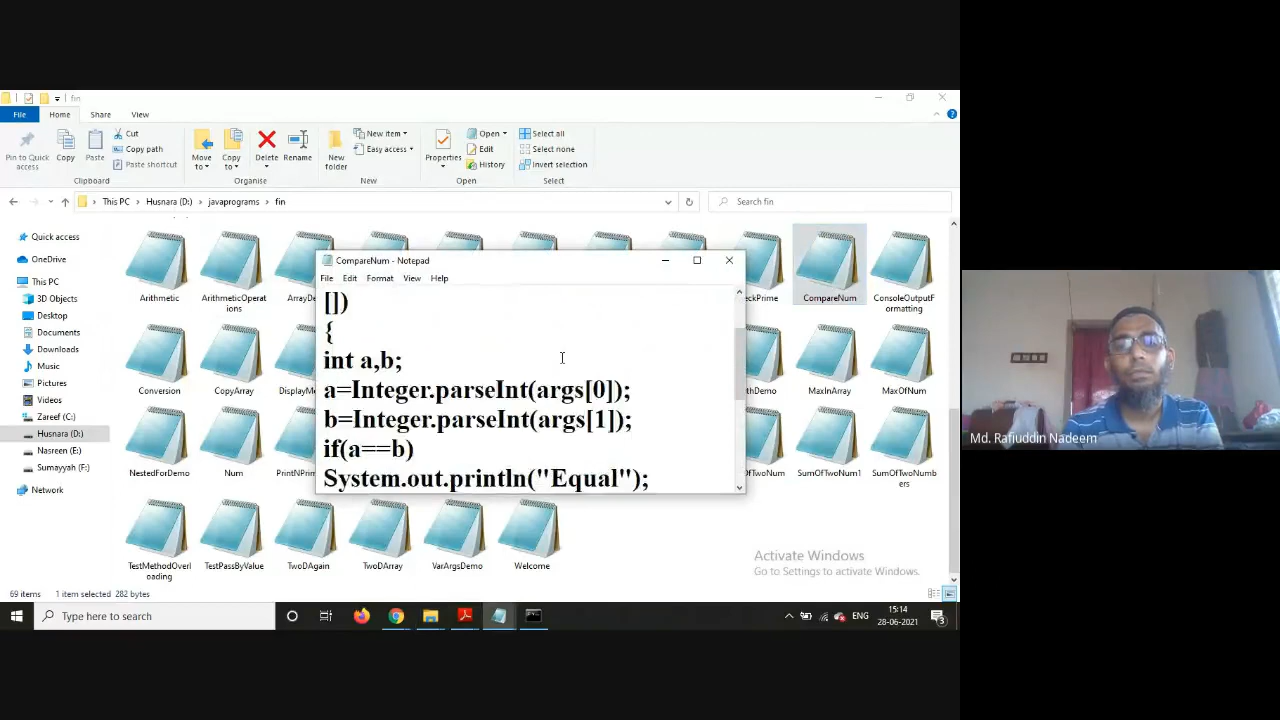 fin
File Home Share View
Pin to Quick access
Copy
Paste
Cut
Copy path
Paste shortcut
Move to
Copy to
Delete
Rename
New folder
New item
Easy access
Properties
Open
Edit
History
Select all
Select none
Invert selection
Clipboard Organise New Open Select
This PC > Husnara (D:) > javaprograms > fin
Search fin
Quick access
OneDrive
This PC
3D Objects
Desktop
Documents
Downloads
Music
Pictures
Videos
Zareef (C:)
Husnara (D:)
Nasreen (E:)
Sumayyah (F:)
Network
Arithmetic
ArithmeticOperations
CompareNum
ConsoleOutputFormatting
Conversion
CopyArray
MaxInArray
MaxOfNum
NestedForDemo
Num
SumOfTwoNum1
SumOfTwoNumbers
TestMethodOverloading
TestPassByValue
TwoDAgain
TwoDArray
VarArgsDemo
Welcome
CompareNum - Notepad
File Edit Format View Help
[])
{
int a,b;
a=Integer.parseInt(args[0]);
b=Integer.parseInt(args[1]);
if(a==b)
System.out.println("Equal");
Activate Windows
Go to Settings to activate Windows.
69 items 1 item selected 282 bytes
Type here to search
ENG
15:14
28-06-2021
3
Md. Rafiuddin Nadeem